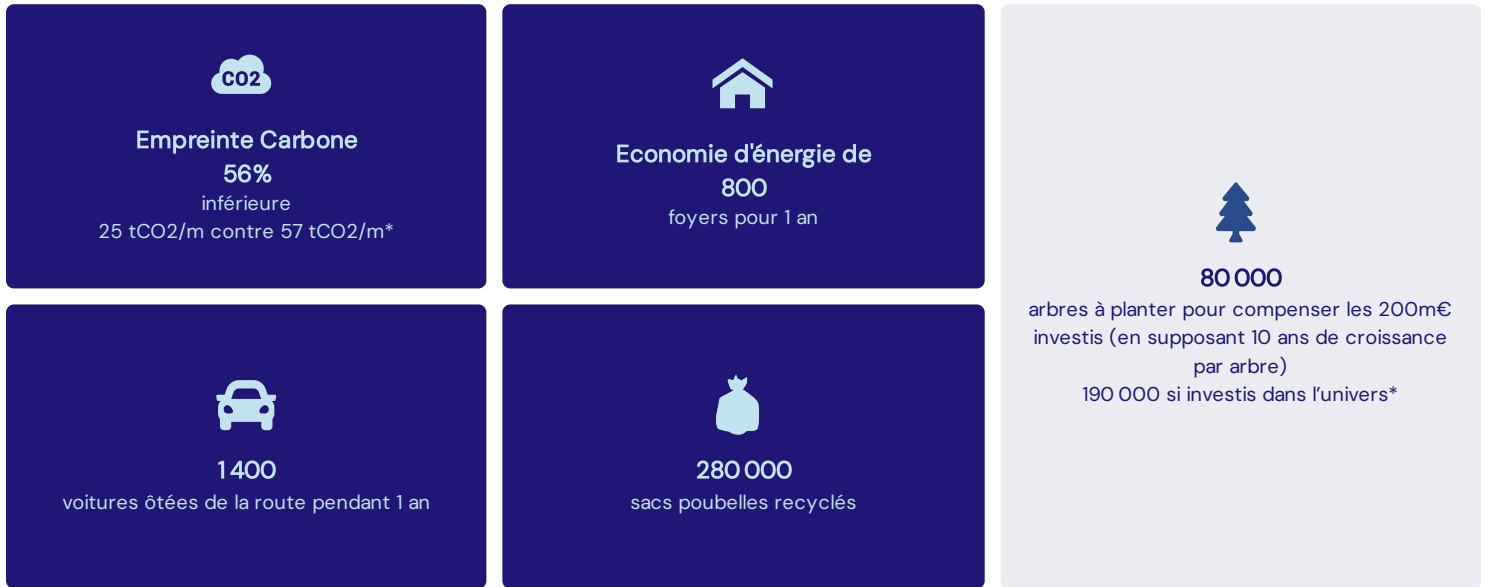 CO2
Empreinte Carbone
56%
inférieure
25 tCO2/m contre 57 tCO2/m*
Economie d'énergie de
800
foyers pour 1 an
1 400
voitures ôtées de la route pendant 1 an
280 000
sacs poubelles recyclés
80 000
arbres à planter pour compenser les 200m€
investis (en supposant 10 ans de croissance
par arbre)
190 000 si investis dans l’univers*